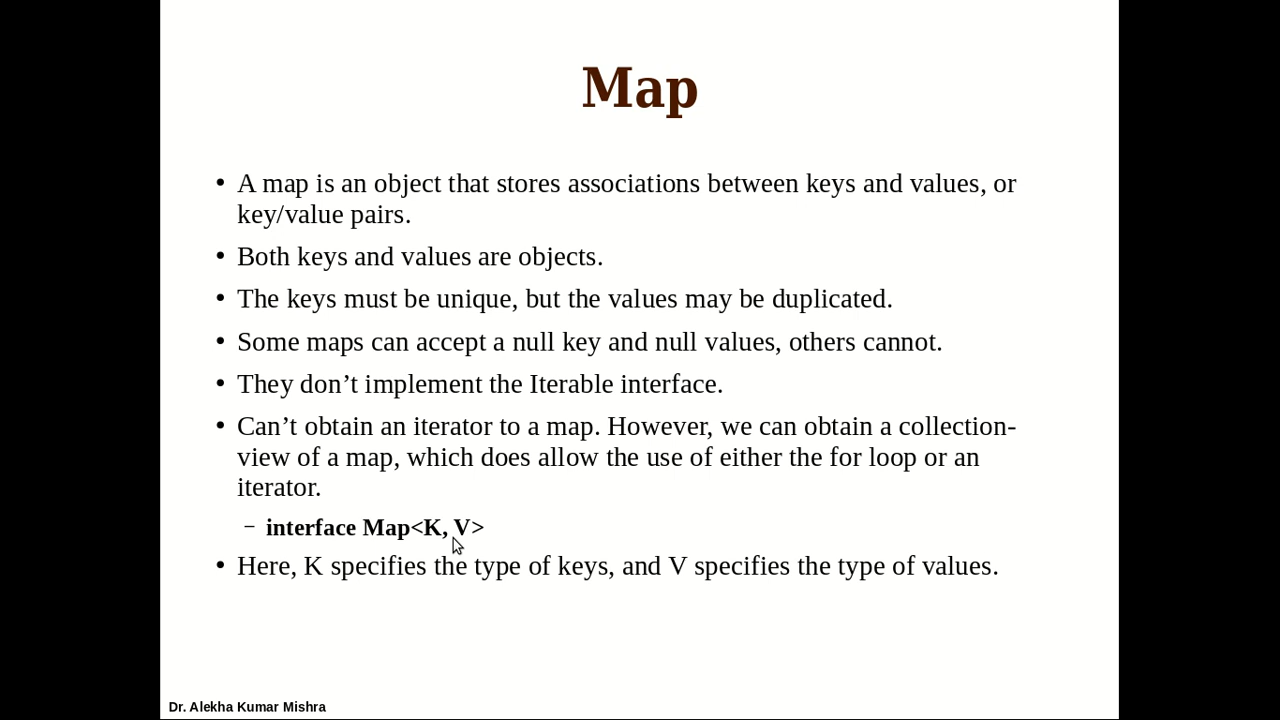 Map
• A map is an object that stores associations between keys and values, or
key/value pairs.
• Both keys and values are objects.
• The keys must be unique, but the values may be duplicated.
• Some maps can accept a null key and null values, others cannot.
• They don’t implement the Iterable interface.
• Can’t obtain an iterator to a map. However, we can obtain a collection-
view of a map, which does allow the use of either the for loop or an
iterator.
– interface Map<K, V>
• Here, K specifies the type of keys, and V specifies the type of values.
Dr. Alekha Kumar Mishra